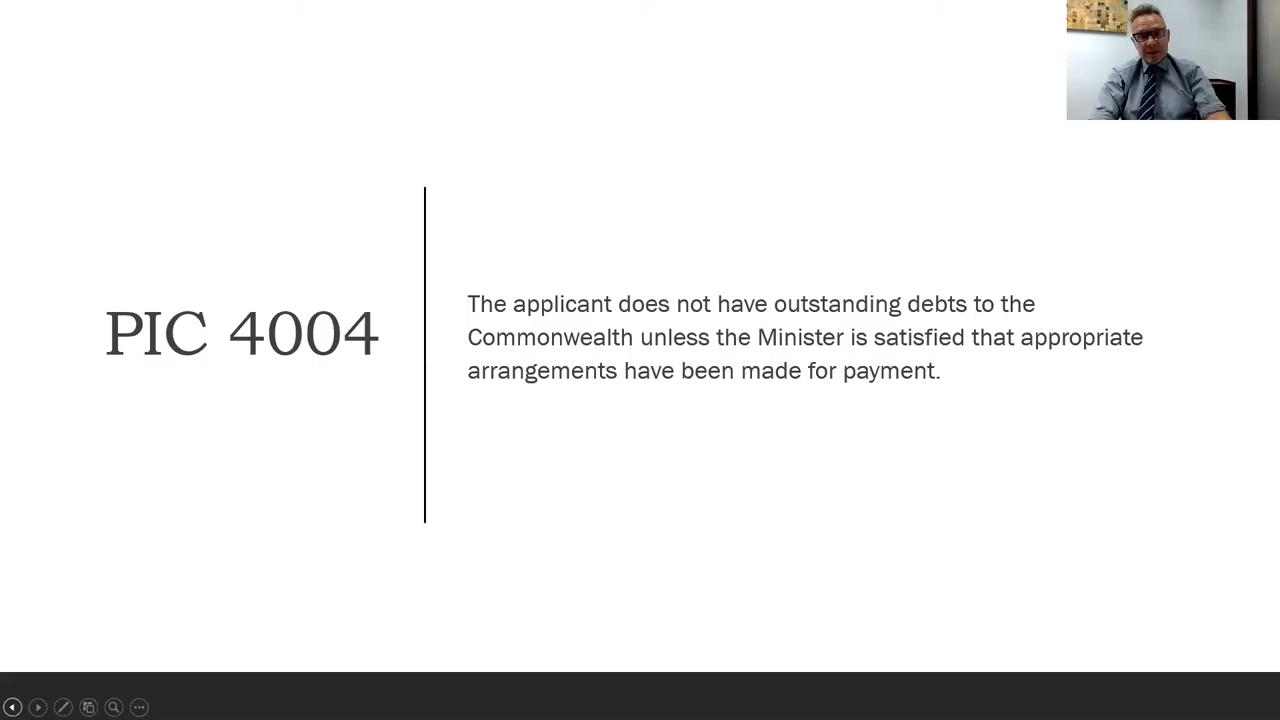 PIC 4004
The applicant does not have outstanding debts to the
Commonwealth unless the Minister is satisfied that appropriate
arrangements have been made for payment.